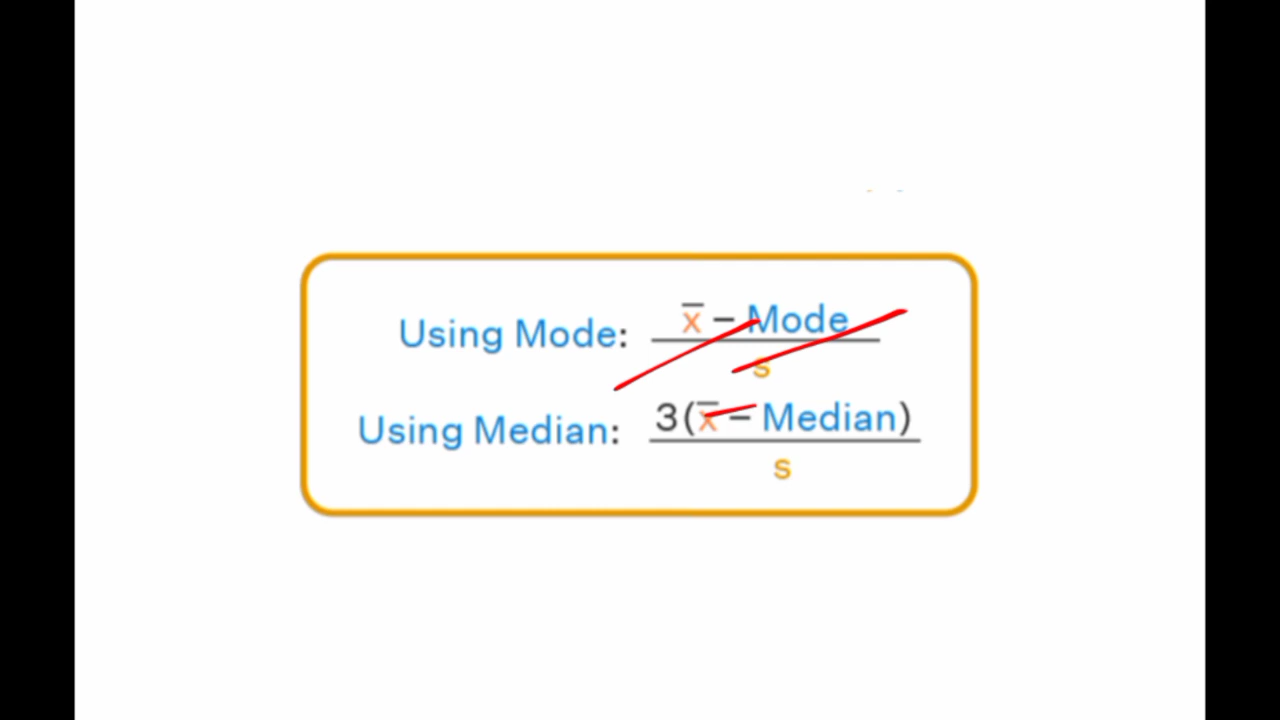 Using Mode: x̅ – Mode
s
Using Median: 3(x̅ – Median)
s